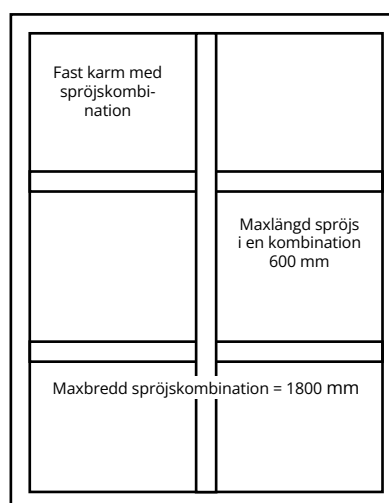 Fast karm med
spröjskombi-
nation
Maxlängd spröjs
i en kombination
600 mm
Maxbredd spröjskombination = 1800 mm